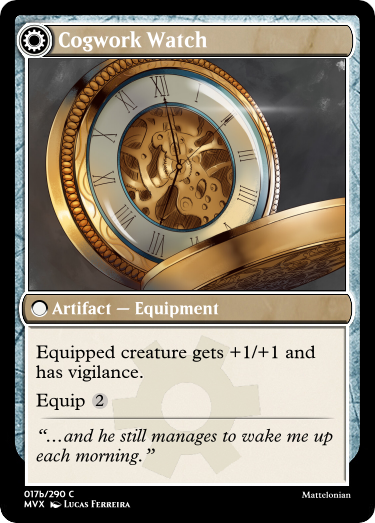 Cogwork Watch
XII
Artifact — Equipment
Equipped creature gets +1/+1 and
has vigilance.
Equip 2
“…and he still manages to wake me up
each morning.”
017b/290 C
MVX Lucas Ferreira
Mattelonian